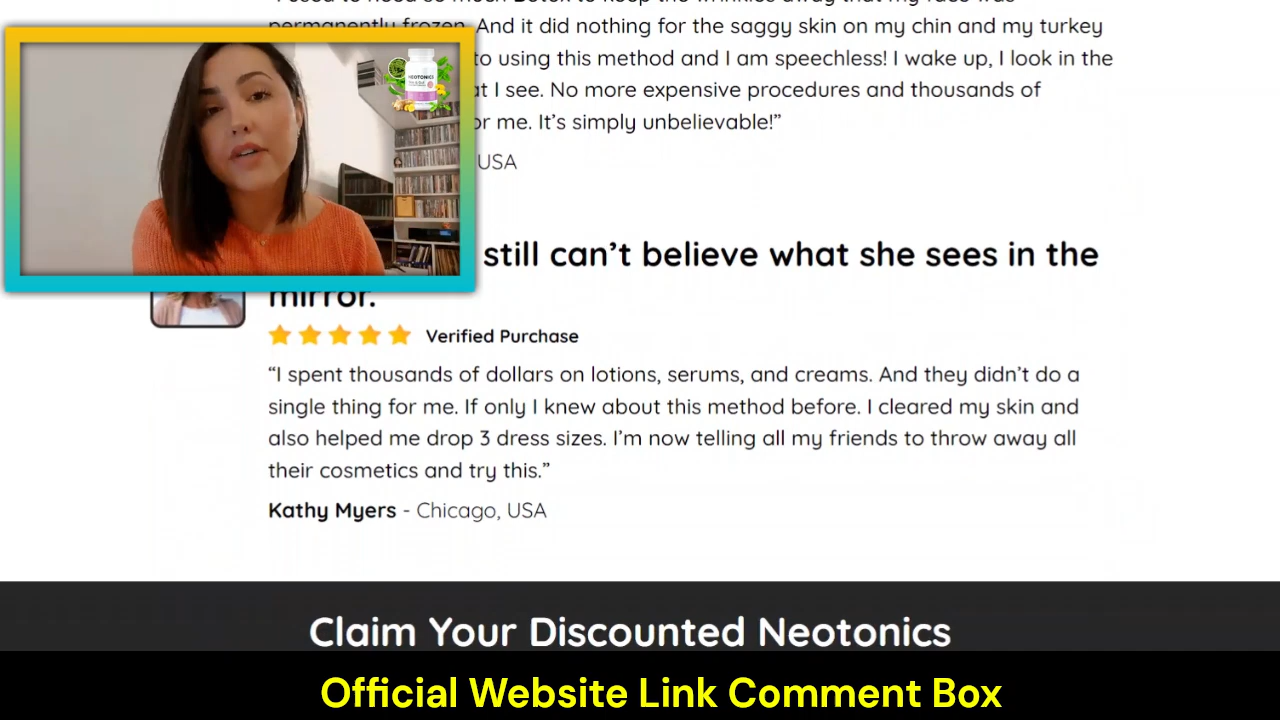 permanently frozen. And it did nothing for the saggy skin on my chin and my turkey
to using this method and I am speechless! I wake up, I look in the
at I see. No more expensive procedures and thousands of
or me. It’s simply unbelievable!”
USA
NEOTONICS
still can’t believe what she sees in the
mirror.
Verified Purchase
“I spent thousands of dollars on lotions, serums, and creams. And they didn’t do a
single thing for me. If only I knew about this method before. I cleared my skin and
also helped me drop 3 dress sizes. I’m now telling all my friends to throw away all
their cosmetics and try this.”
Kathy Myers - Chicago, USA
Claim Your Discounted Neotonics
Official Website Link Comment Box